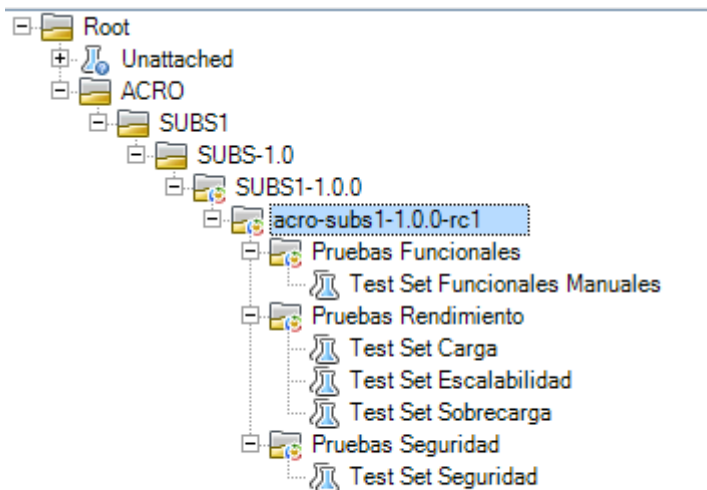 Root
Unattached
ACRO
SUBS1
SUBS-1.0
SUBS1-1.0.0
acro-subs1-1.0.0-rc1
Pruebas Funcionales
Test Set Funcionales Manuales
Pruebas Rendimiento
Test Set Carga
Test Set Escalabilidad
Test Set Sobrecarga
Pruebas Seguridad
Test Set Seguridad